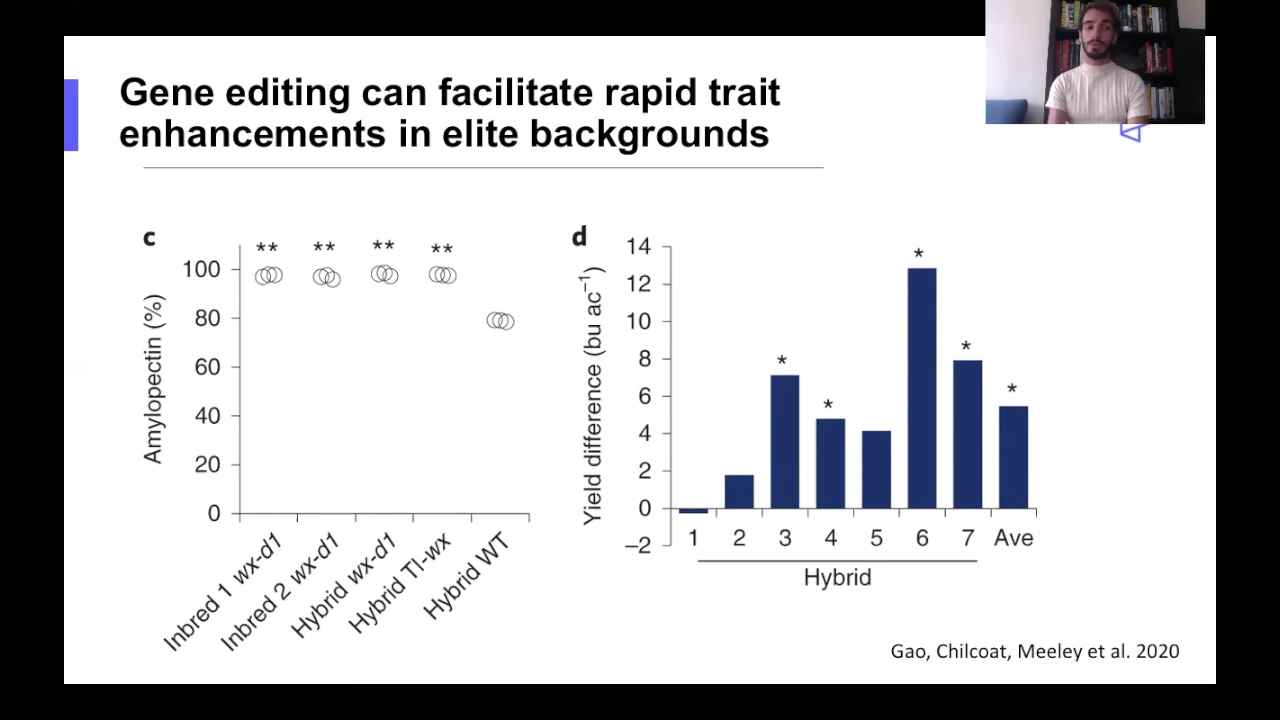 Gene editing can facilitate rapid trait
enhancements in elite backgrounds
c
Amylopectin (%)
100
80
60
40
20
0
** ** ** **
Inbred 1 wx-d1
Inbred 2 wx-d1
Hybrid wx-d1
Hybrid TI-wx
Hybrid WT
d
Yield difference (bu ac⁻¹)
14
12
10
8
6
4
2
0
–2
* * * * *
1 2 3 4 5 6 7 Ave
Hybrid
Gao, Chilcoat, Meeley et al. 2020